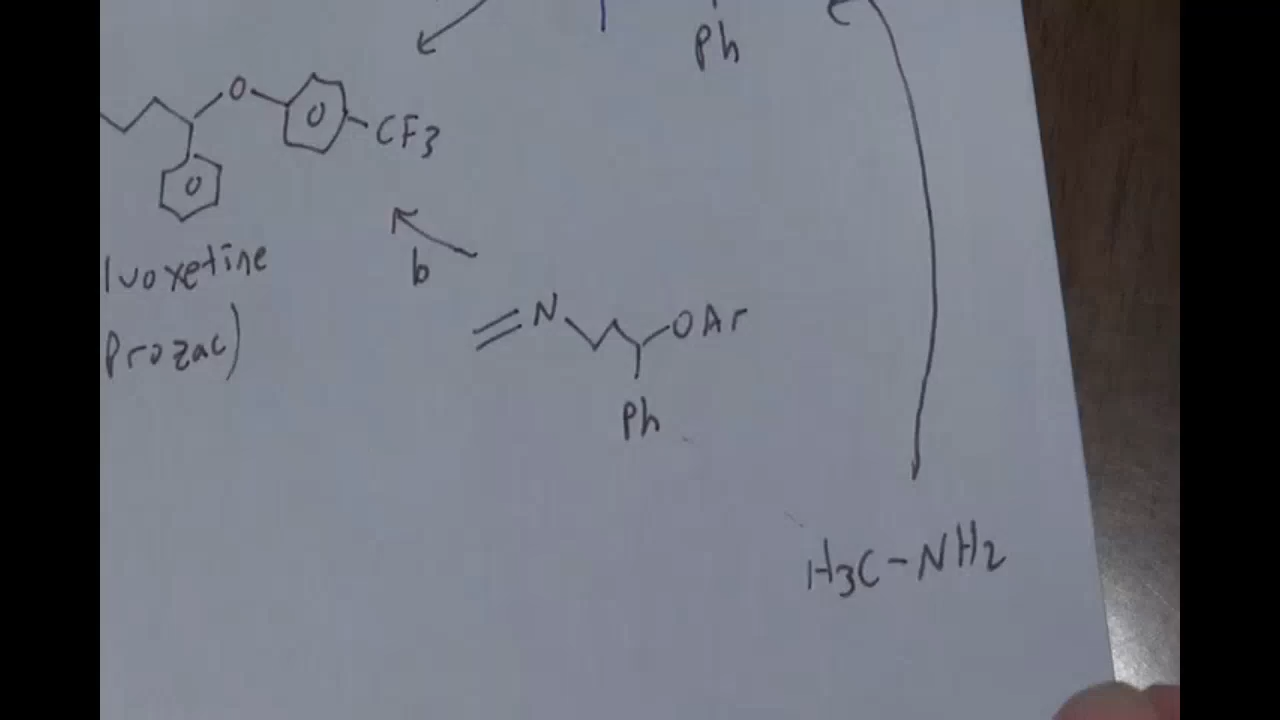 Ph
O
CF3
luoxetine
Prozac)
b
N
OAr
Ph
H3C-NH2